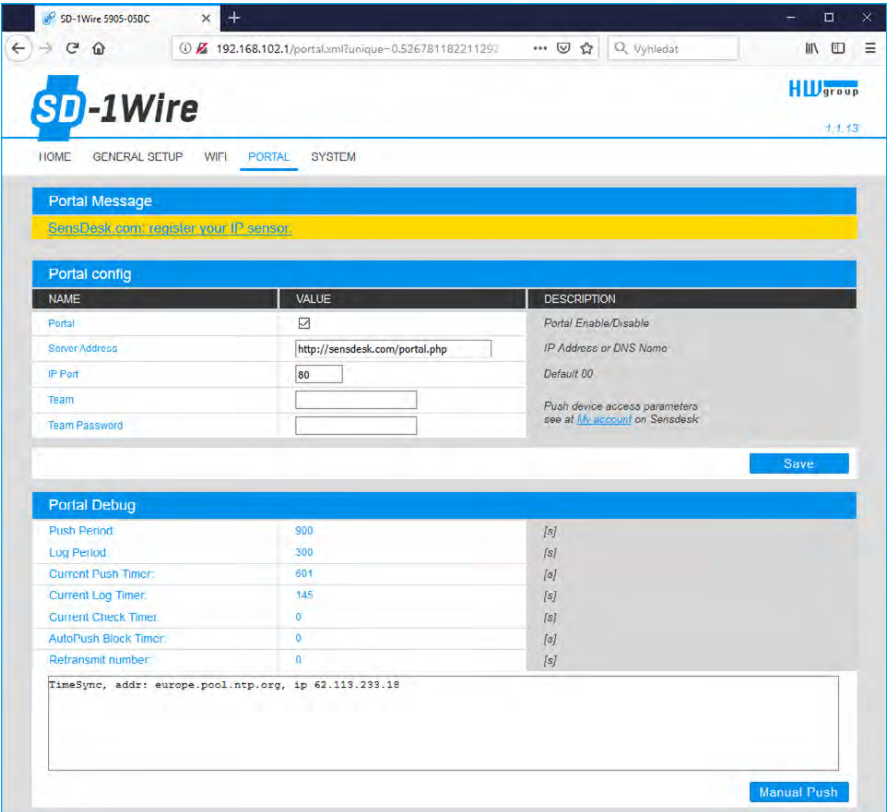 SD-1Wire 5905-05BC
192.168.102.1/portal.xml?unique=0.526781182211292
Vyhledat
SD-1Wire
HWgroup
1.1.13
HOME GENERAL SETUP WIFI PORTAL SYSTEM
Portal Message
SensDesk.com: register your IP sensor.
Portal config
NAME VALUE DESCRIPTION
Portal Portal Enable/Disable
Server Address http://sensdesk.com/portal.php IP Address or DNS Name
IP Port 80 Default 80
Team
Push device access parameters
see at My account on Sensdesk
Team Password
Save
Portal Debug
Push Period: 900 [s]
Log Period: 300 [s]
Current Push Timer: 601 [s]
Current Log Timer: 145 [s]
Current Check Timer: 0 [s]
AutoPush Block Timer: 0 [s]
Retransmit number: 0 [s]
TimeSync, addr: europe.pool.ntp.org, ip 62.113.233.18
Manual Push